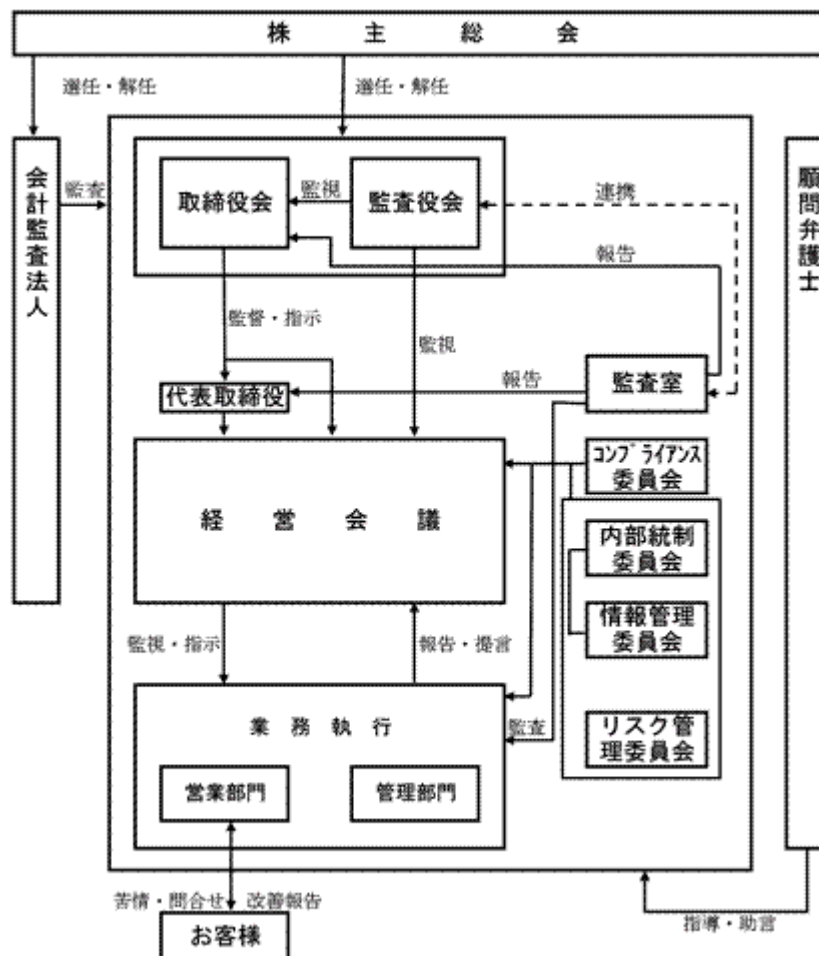 株主総会
選任・解任
選任・解任
会計監査法人
監査
取締役会
監視
監査役会
連携
報告
顧問弁護士
監督・指示
監視
代表取締役
報告
監査室
コンプライアンス
委員会
経営会議
内部統制
委員会
情報管理
委員会
監視・指示
報告・提言
業務執行
監査
リスク管
理委員会
営業部門
管理部門
苦情・問合せ
改善報告
指導・助言
お客様